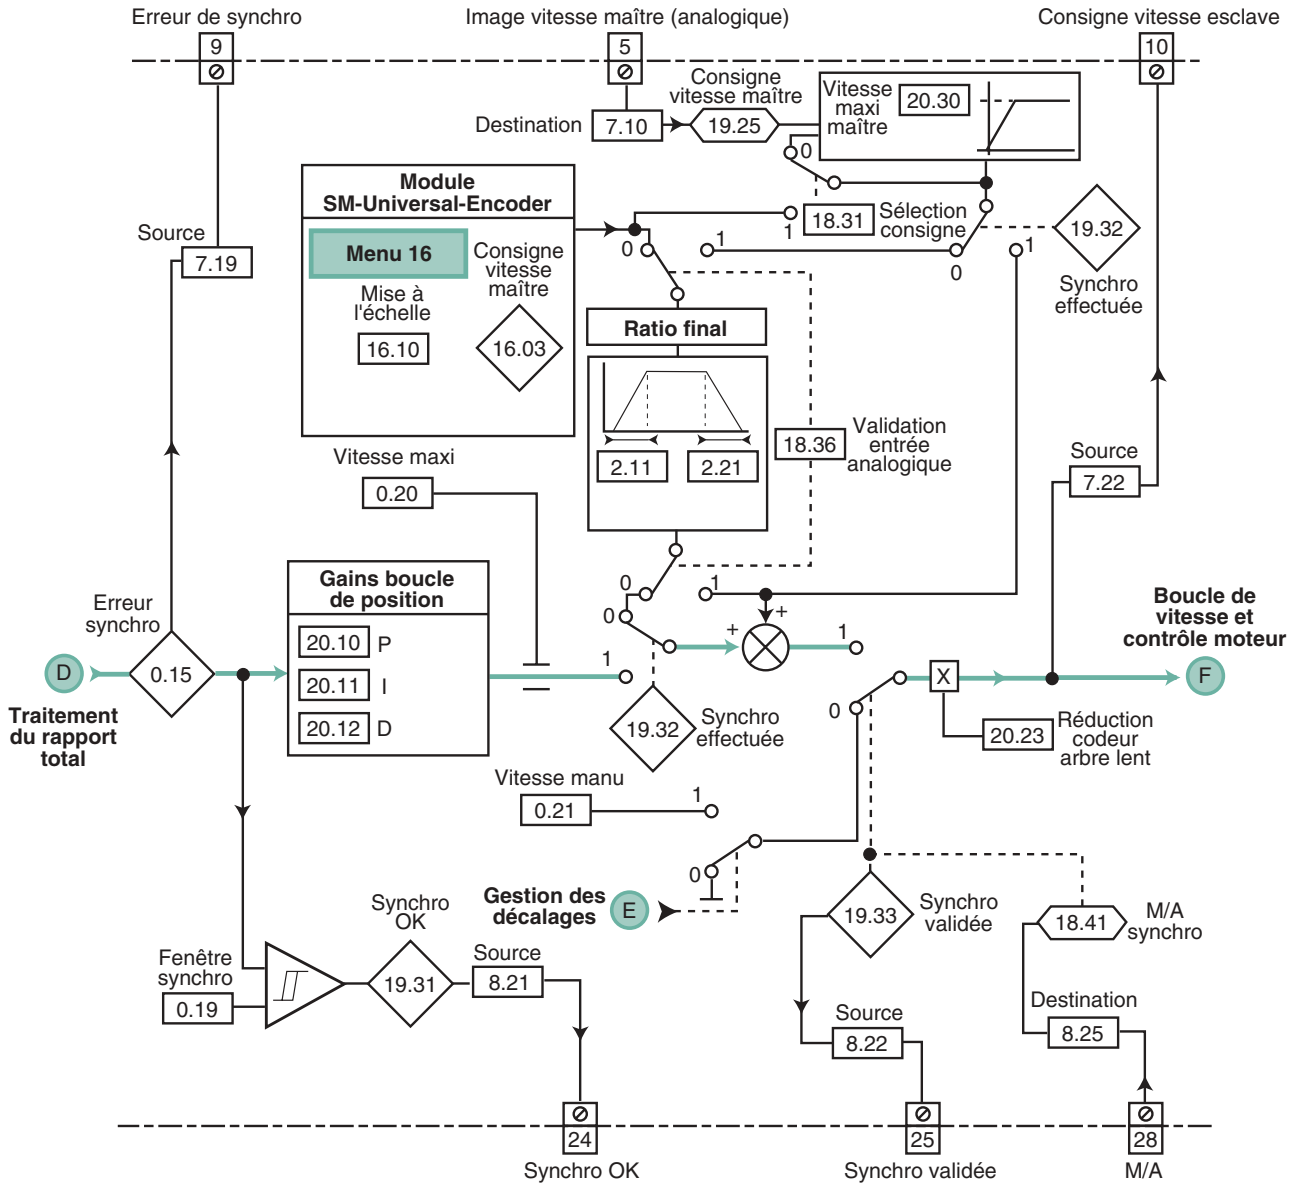 Erreur de synchro
Image vitesse maître (analogique)
Consigne vitesse esclave
9
5
10
Consigne
vitesse maître
Vitesse
maxi
maître
20.30
Destination
7.10
19.25
0
Module
SM-Universal-Encoder
18.31
Sélection
consigne
1
19.32
Source
7.19
Menu 16
Consigne
vitesse
maître
0
1
0
1
Synchro
effectuée
Mise à
l'échelle
16.10
16.03
Ratio final
Vitesse maxi
0.20
2.11
2.21
18.36
Validation
entrée
analogique
Source
7.22
Gains boucle
de position
Erreur
synchro
0
1
0
Boucle de
vitesse et
contrôle moteur
20.10
P
+
+
1
D
0.15
20.11
I
1
X
F
Traitement
du rapport
total
20.12
D
19.32
Synchro
effectuée
0
20.23
Réduction
codeur
arbre lent
Vitesse manu
0.21
1
0
Gestion des
décalages
E
Synchro
OK
19.33
Synchro
validée
18.41
M/A
synchro
Fenêtre
synchro
0.19
19.31
Source
8.21
Source
8.22
Destination
8.25
24
25
28
Synchro OK
Synchro validée
M/A